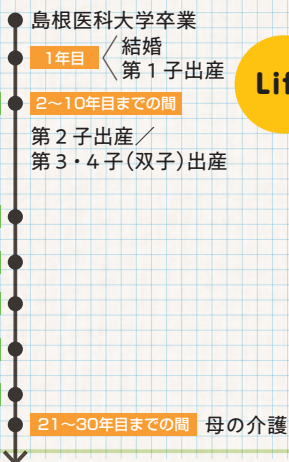 島根医科大学卒業
1年目
結婚
第1子出産
2〜10年目までの間
第2子出産／
第3・4子(双子)出産
21〜30年目までの間 母の介護